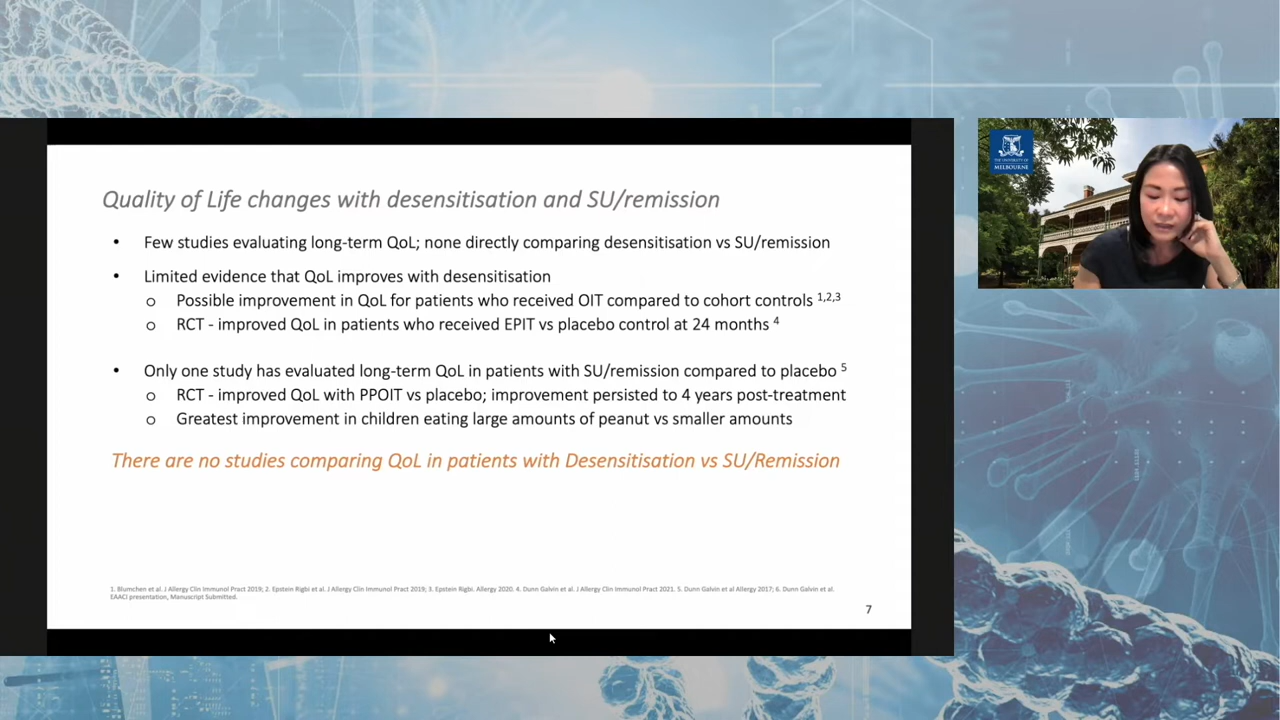 Quality of Life changes with desensitisation and SU/remission
• Few studies evaluating long-term QoL; none directly comparing desensitisation vs SU/remission
• Limited evidence that QoL improves with desensitisation
o Possible improvement in QoL for patients who received OIT compared to cohort controls 1,2,3
o RCT - improved QoL in patients who received EPIT vs placebo control at 24 months 4
• Only one study has evaluated long-term QoL in patients with SU/remission compared to placebo 5
o RCT - improved QoL with PPOIT vs placebo; improvement persisted to 4 years post-treatment
o Greatest improvement in children eating large amounts of peanut vs smaller amounts
There are no studies comparing QoL in patients with Desensitisation vs SU/Remission
1. Blumchen et al. J Allergy Clin Immunol Pract 2019; 2. Epstein Rigbi et al. J Allergy Clin Immunol Pract 2019; 3. Epstein Rigbi. Allergy 2020. 4. Dunn Galvin et al. J Allergy Clin Immunol Pract 2021. 5. Dunn Galvin et al Allergy 2017; 6. Dunn Galvin et al.
EAACI presentation, Manuscript Submitted.
7
THE UNIVERSITY OF
MELBOURNE